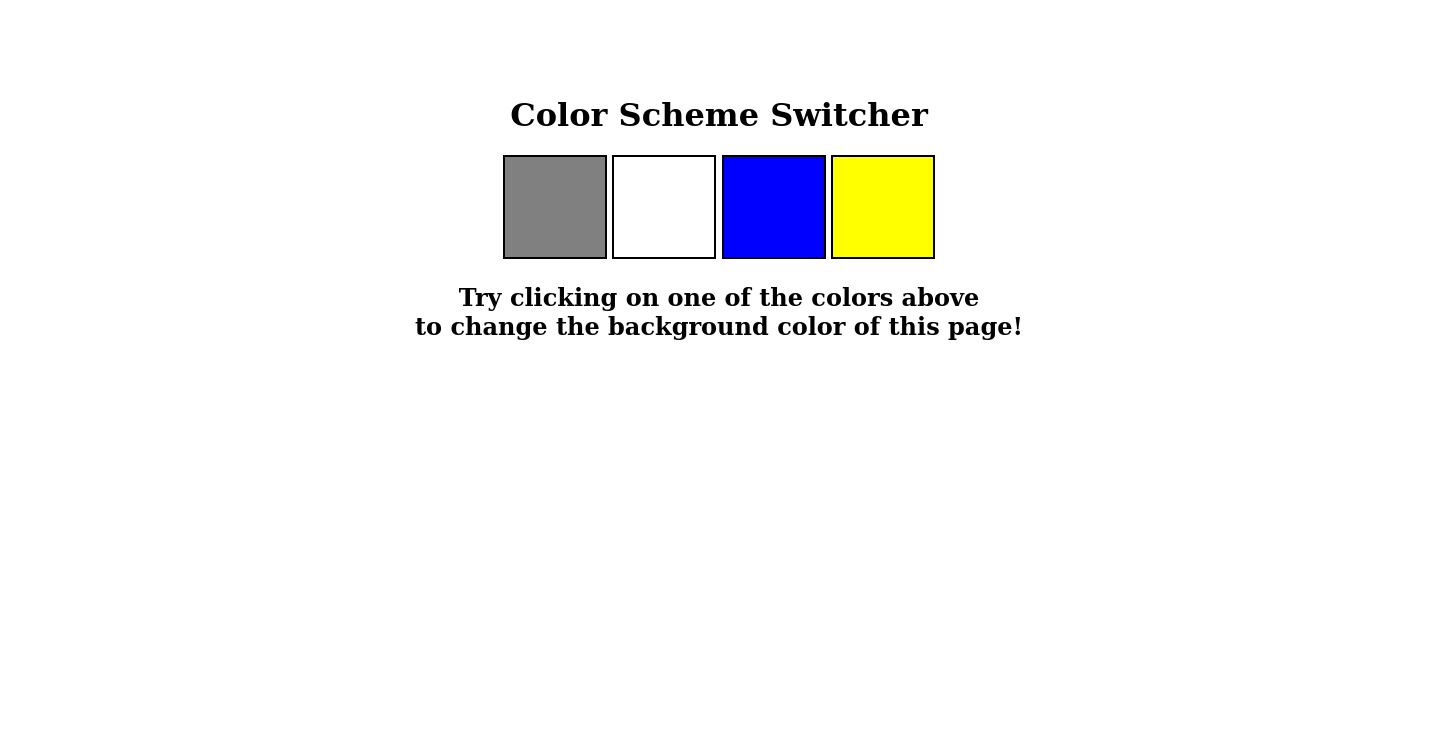 Color Scheme Switcher
Try clicking on one of the colors above
to change the background color of this page!